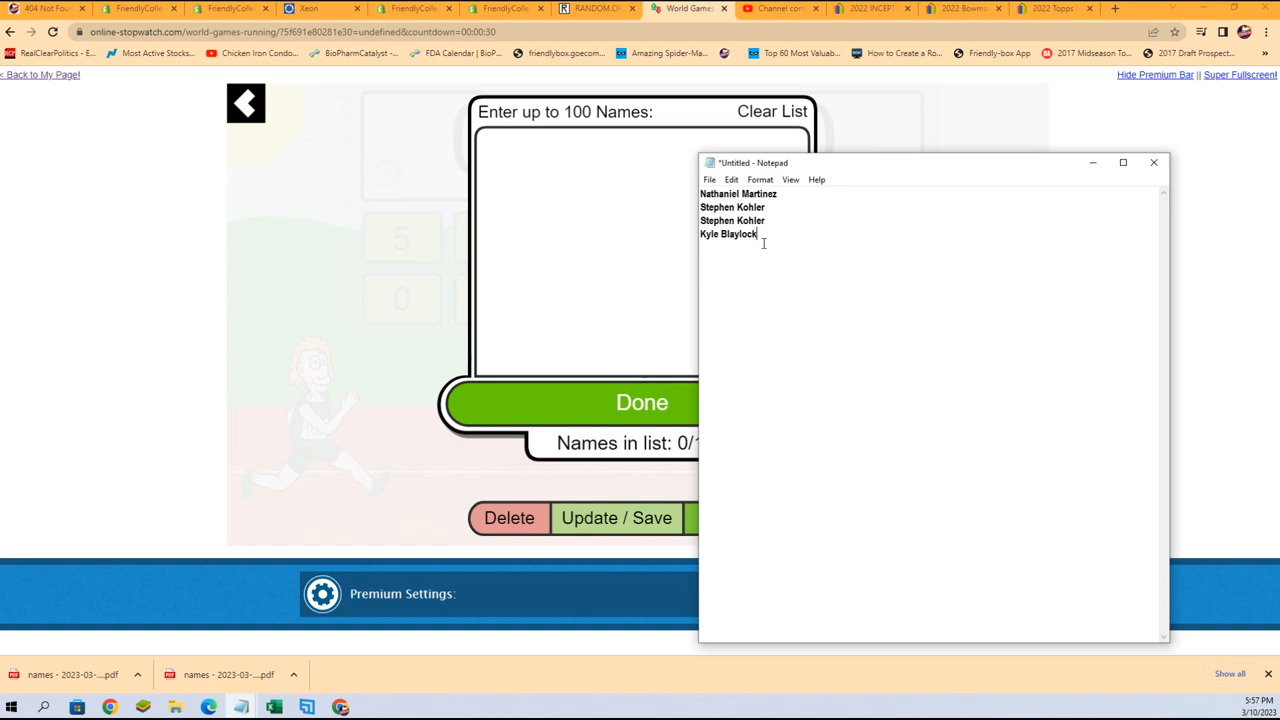 404 Not Foun
FriendlyColle
FriendlyColle
Xeon
FriendlyColle
FriendlyColle
RANDOM.OR
World Games
Channel cont
2022 INCEPT
2022 Bowma
2022 Topps I
online-stopwatch.com/world-games-running/?5f691e80281e30=undefined&countdown=00:00:30
RealClearPolitics - E...
Most Active Stocks...
Chicken Iron Condo...
BioPharmCatalyst -...
FDA Calendar | BioP...
friendlybox.goecom...
Amazing Spider-Ma...
Top 60 Most Valuab...
How to Create a Ro...
Friendly-box App
2017 Midseason To...
2017 Draft Prospect...
< Back to My Page!
Hide Premium Bar || Super Fullscreen!
Enter up to 100 Names:
Clear List
*Untitled - Notepad
File Edit Format View Help
Nathaniel Martinez
Stephen Kohler
Stephen Kohler
Kyle Blaylock
5
0
Done
Names in list: 0/1
Delete
Update / Save
Premium Settings:
names - 2023-03-....pdf
names - 2023-03-....pdf
Show all
5:57 PM
3/10/2023